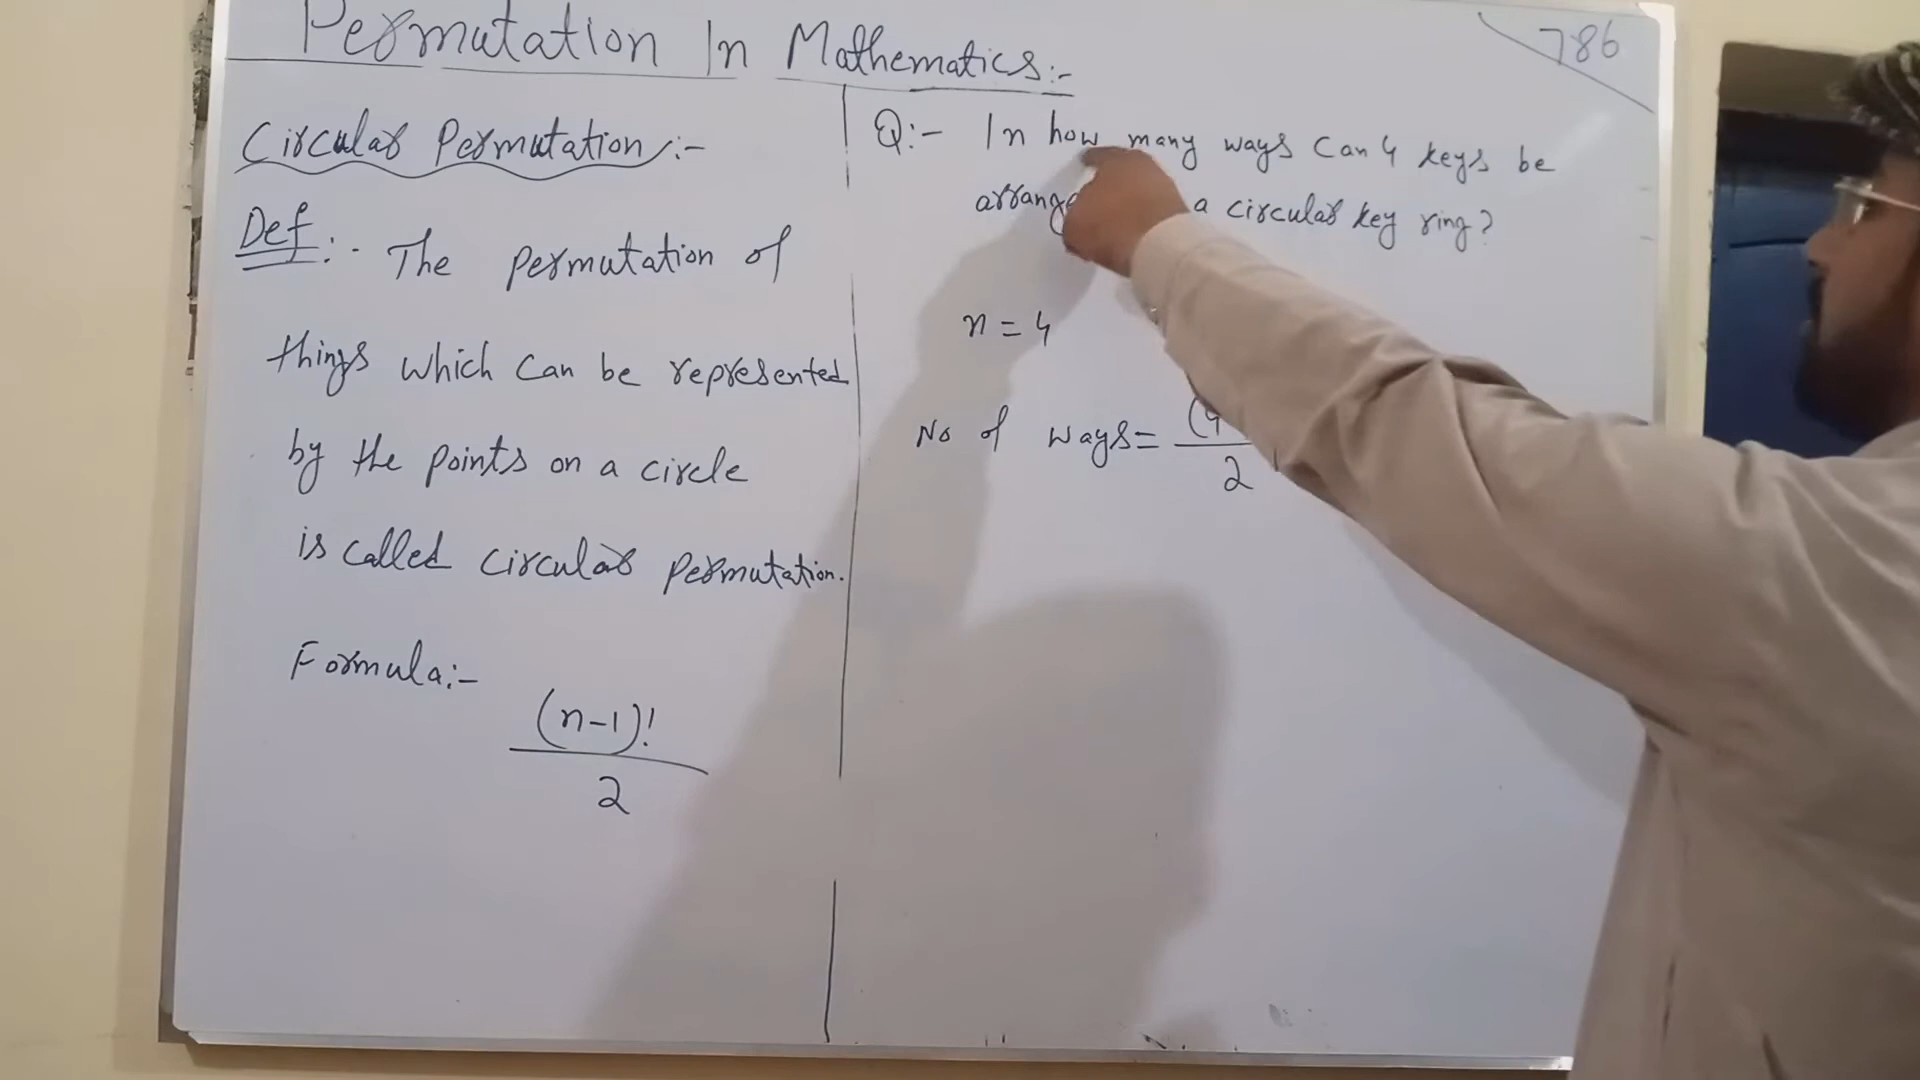 Permutation In Mathematics:-
786
Circular Permutation:-
Def:- The permutation of
things which can be represented
by the points on a circle
is called circular permutation.
Formula:-
(n-1)!
2
Q:- In how many ways can 4 keys be
a circular key ring?
n = 4
No of ways =
(4
2